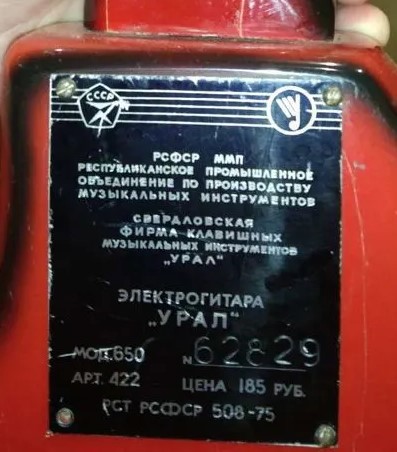 СССР
РСФСР ММП
РЕСПУБЛИКАНСКОЕ ПРОМЫШЛЕННОЕ
ОБЪЕДИНЕНИЕ ПО ПРОИЗВОДСТВУ
МУЗЫКАЛЬНЫХ ИНСТРУМЕНТОВ
СВЕРДЛОВСКАЯ
ФИРМА КЛАВИШНЫХ
МУЗЫКАЛЬНЫХ ИНСТРУМЕНТОВ
„УРАЛ"
ЭЛЕКТРОГИТАРА
„УРАЛ"
МОД. 650 N 62829
АРТ. 422 ЦЕНА 185 РУБ.
РСТ РСФСР 508-75